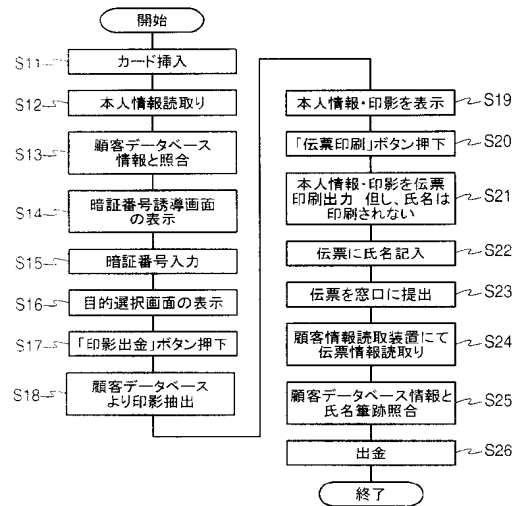 開始
S11
カード挿入
S12
本人情報読取り
S13
顧客データベース
情報と照合
S14
暗証番号誘導画面
の表示
S15
暗証番号入力
S16
目的選択画面の表示
S17
「印影出金」ボタン押下
S18
顧客データベース
より印影抽出
本人情報・印影を表示
S19
「伝票印刷」ボタン押下
S20
本人情報・印影を伝票
印刷出力 但し、氏名は
印刷されない
S21
伝票に氏名記入
S22
伝票を窓口に提出
S23
顧客情報読取装置にて
伝票情報読取り
S24
顧客データベース情報と
氏名筆跡照合
S25
出金
S26
終了